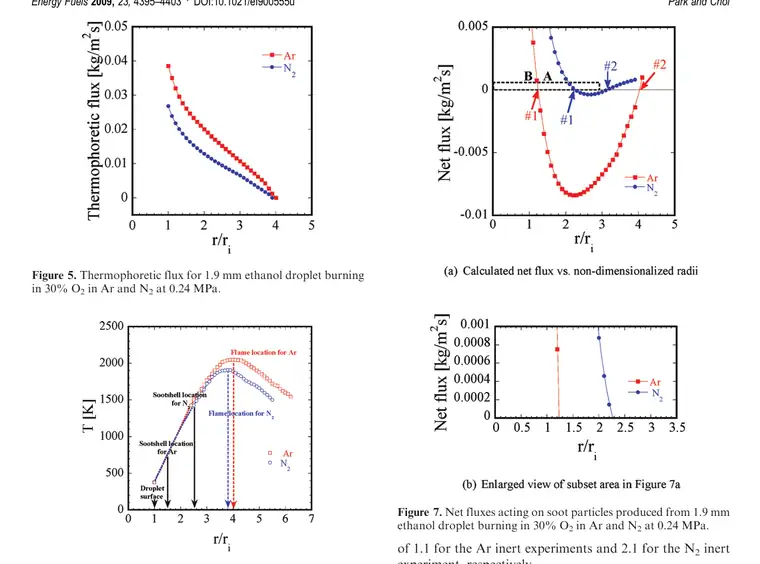 Energy Fuels 2009, 23, 4395–4403 • DOI:10.1021/ef900555d
Park and Choi
Thermophoretic flux [kg/m²s]
0.05
0.04
0.03
0.02
0.01
0
Ar
N₂
0 1 2 3 4 5
r/rᵢ
Figure 5. Thermophoretic flux for 1.9 mm ethanol droplet burning
in 30% O₂ in Ar and N₂ at 0.24 MPa.
T [K]
2500
2000
1500
1000
500
0
Flame location for Ar
Sootshell location
for N₂
Flame location for N₂
Sootshell location
for Ar
Droplet
surface
Ar
N₂
0 1 2 3 4 5 6 7
r/rᵢ
Net flux [kg/m²s]
0.005
0
-0.005
-0.01
B A
#1
#1
#2
#2
Ar
N₂
0 1 2 3 4 5
r/rᵢ
(a) Calculated net flux vs. non-dimensionalized radii
Net flux [kg/m²s]
0.001
0.0008
0.0006
0.0004
0.0002
0
Ar
N₂
0 0.5 1 1.5 2 2.5 3 3.5
r/rᵢ
(b) Enlarged view of subset area in Figure 7a
Figure 7. Net fluxes acting on soot particles produced from 1.9 mm
ethanol droplet burning in 30% O₂ in Ar and N₂ at 0.24 MPa.
of 1.1 for the Ar inert experiments and 2.1 for the N₂ inert
experiment, respectively.